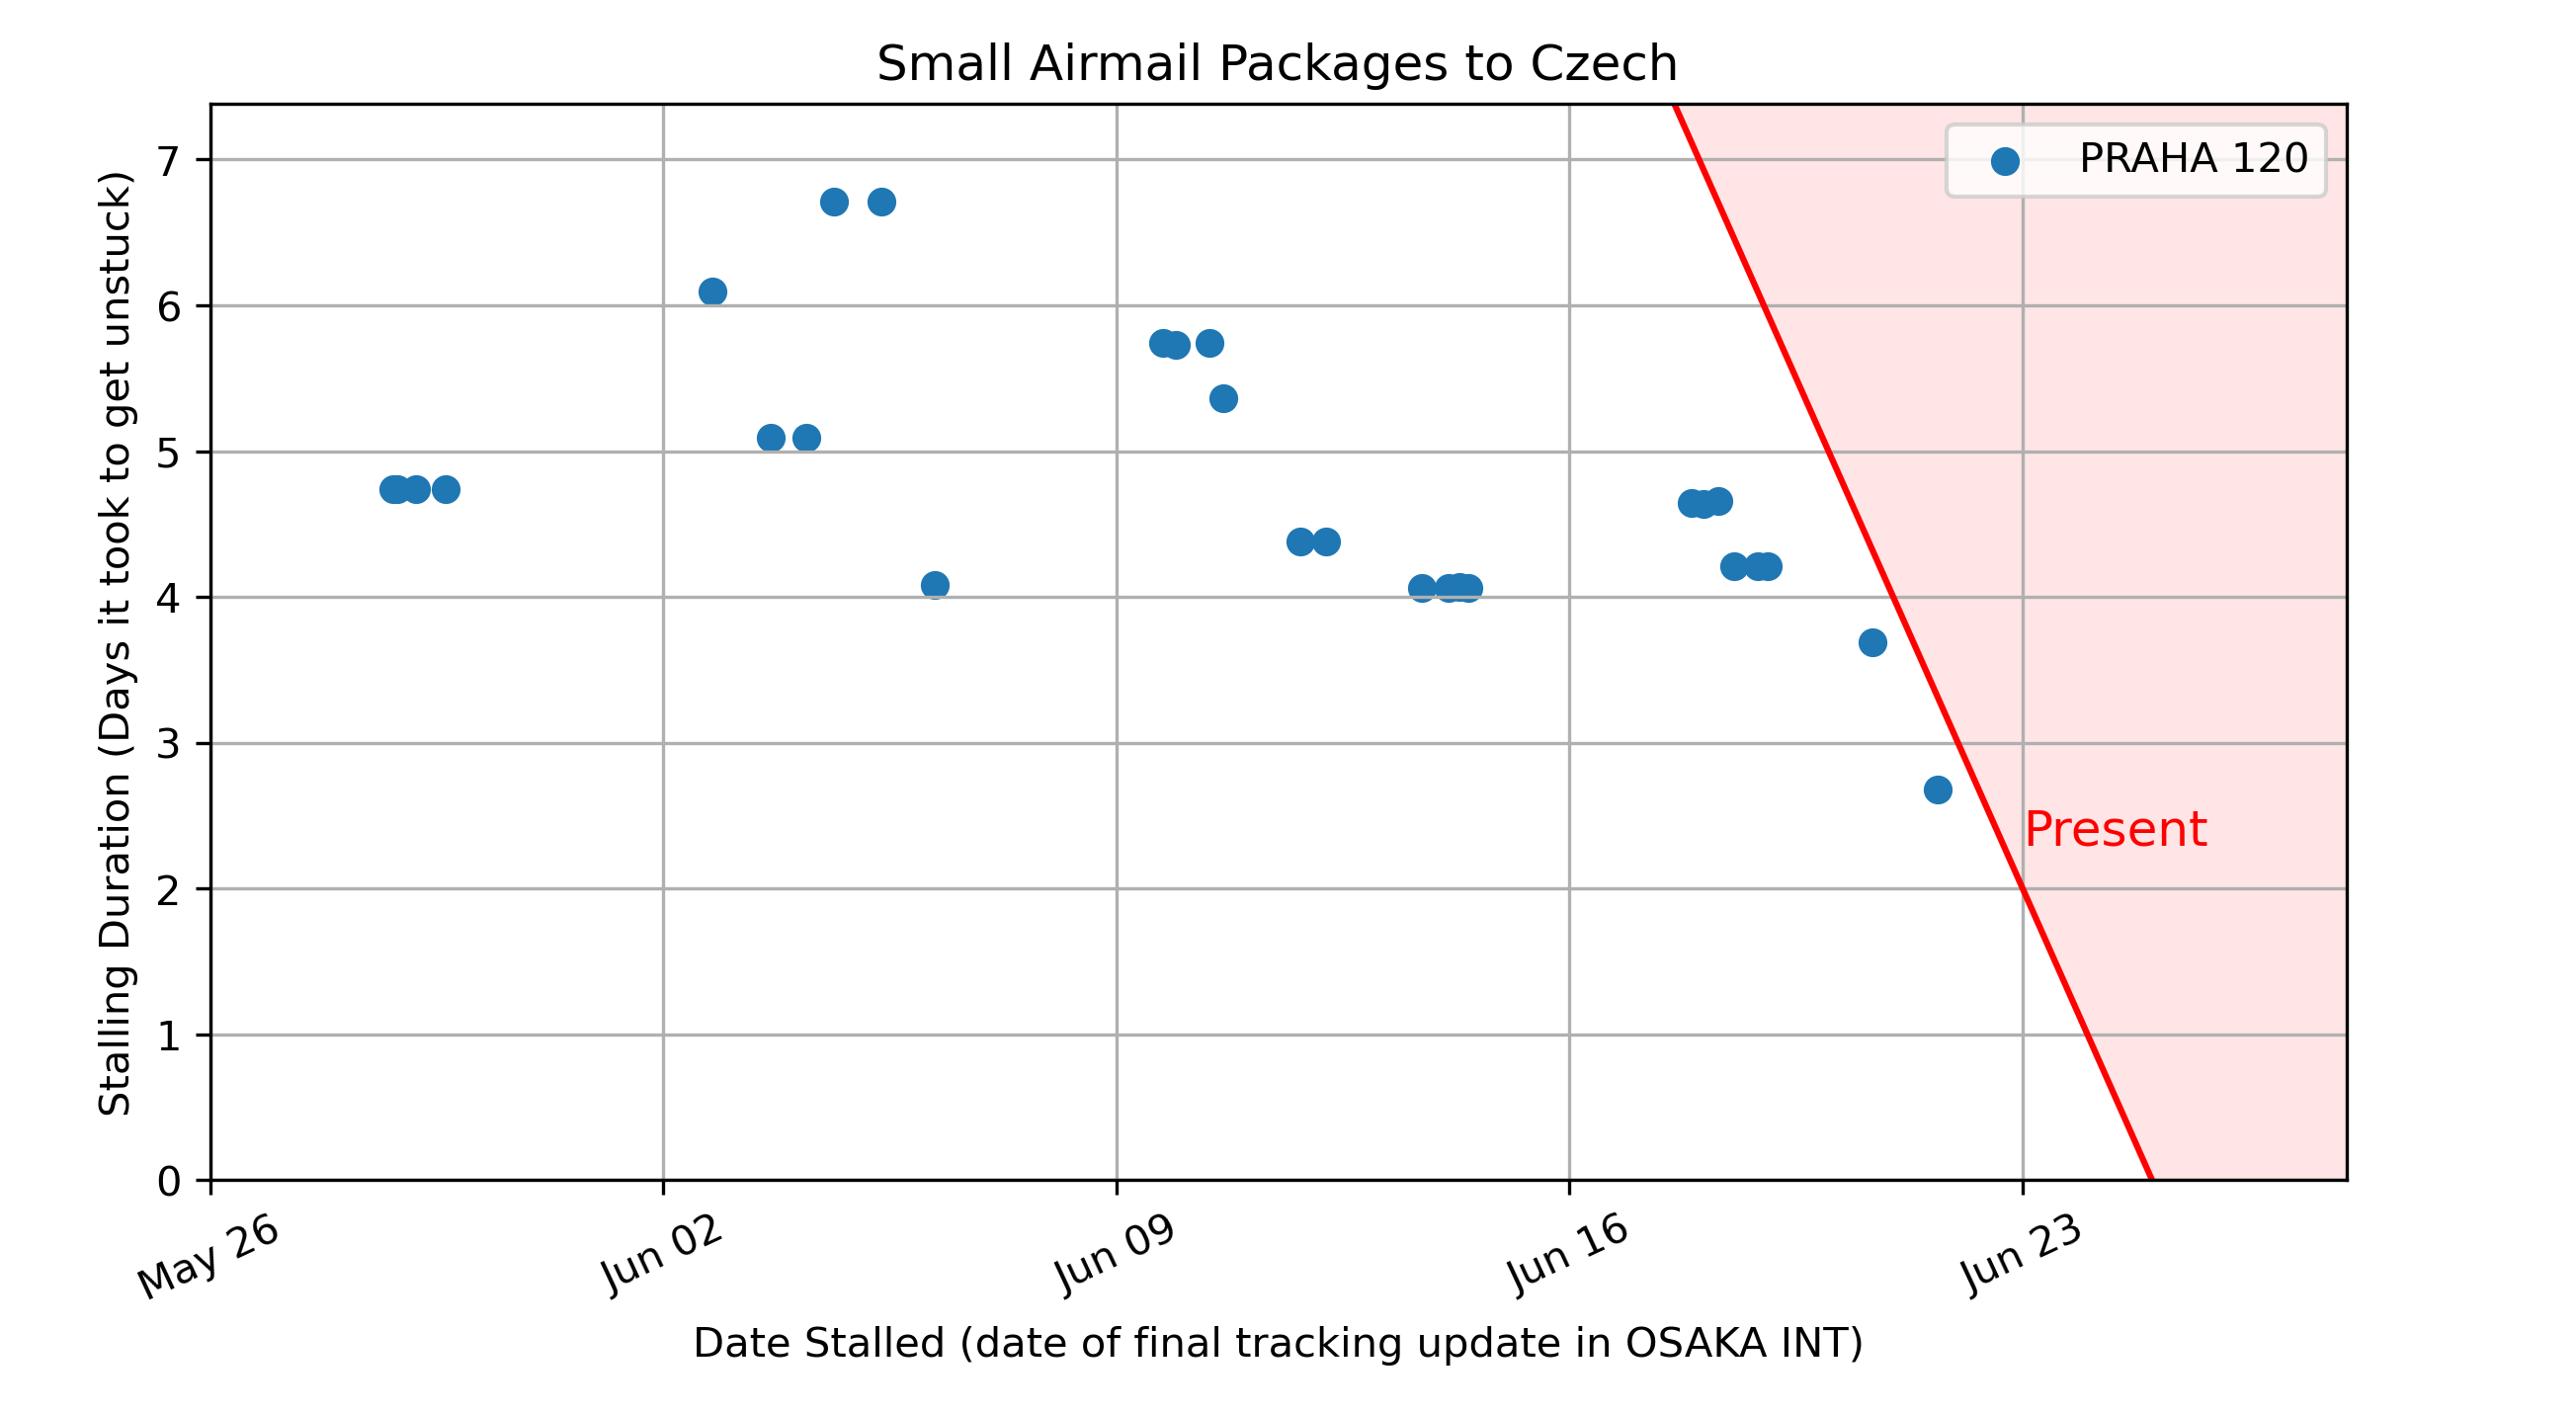 Small Airmail Packages to Czech
PRAHA 120
Stalling Duration (Days it took to get unstuck)
7
6
5
4
3
2
1
0
Present
May 26
Jun 02
Jun 09
Jun 16
Jun 23
Date Stalled (date of final tracking update in OSAKA INT)